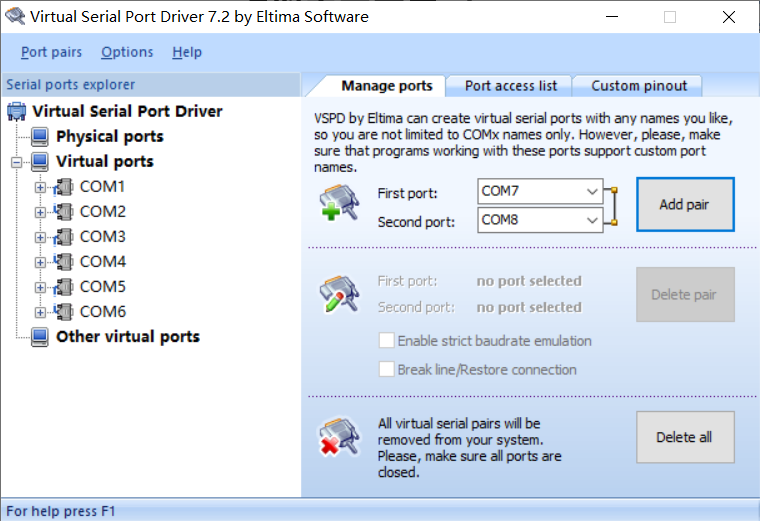 Virtual Serial Port Driver 7.2 by Eltima Software
Port pairs Options Help
Serial ports explorer
Virtual Serial Port Driver
Physical ports
Virtual ports
COM1
COM2
COM3
COM4
COM5
COM6
Other virtual ports
Manage ports Port access list Custom pinout
VSPD by Eltima can create virtual serial ports with any names you like,
so you are not limited to COMx names only. However, please, make
sure that programs working with these ports support custom port
names.
First port: COM7
Second port: COM8
Add pair
First port: no port selected
Second port: no port selected
Delete pair
Enable strict baudrate emulation
Break line/Restore connection
All virtual serial pairs will be
removed from your system.
Please, make sure all ports are
closed.
Delete all
For help press F1